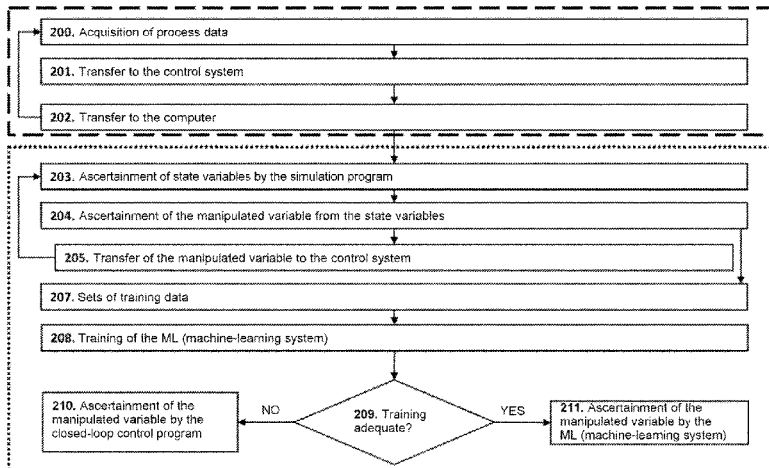 200. Acquisition of process data
201. Transfer to the control system
202. Transfer to the computer
203. Ascertainment of state variables by the simulation program
204. Ascertainment of the manipulated variable from the state variables
205. Transfer of the manipulated variable to the control system
207. Sets of training data
208. Training of the ML (machine-learning system)
209. Training
adequate?
NO
YES
210. Ascertainment of the
manipulated variable by the
closed-loop control program
211. Ascertainment of the
manipulated variable by the
ML (machine-learning system)